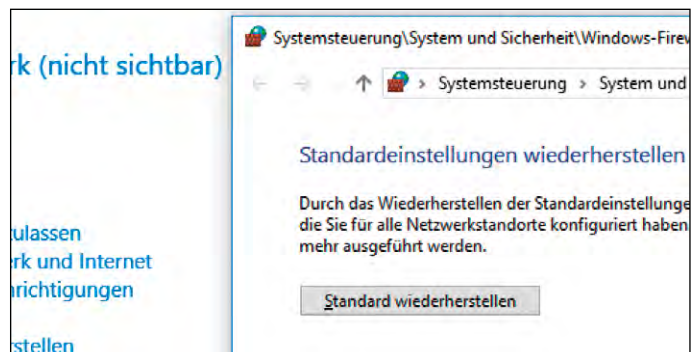 Systemsteuerung\System und Sicherheit\Windows-Firew
rk (nicht sichtbar)
Systemsteuerung > System und
Standardeinstellungen wiederherstellen
Durch das Wiederherstellen der Standardeinstellunge
die Sie für alle Netzwerkstandorte konfiguriert haben
mehr ausgeführt werden.
Standard wiederherstellen
ulassen
rk und Internet
richtigungen
stellen